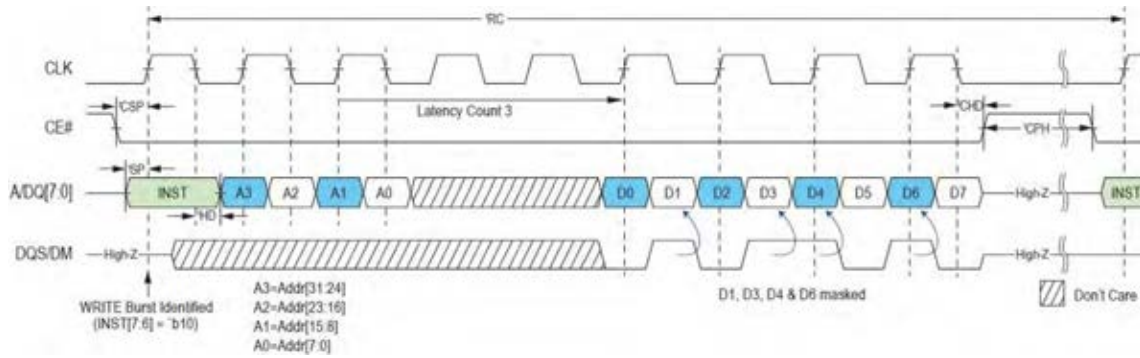 tRC
CLK
tCSP
Latency Count 3
tCHD
CE#
tCPH
tSP
A/DQ[7:0]
INST
A3
A2
A1
A0
D0
D1
D2
D3
D4
D5
D6
D7
High-Z
INST
tHD
DQS/DM
High-Z
High-Z
WRITE Burst Identified
(INST[7:6] = `b10)
A3=Addr[31:24]
A2=Addr[23:16]
A1=Addr[15:8]
A0=Addr[7:0]
D1, D3, D4 & D6 masked
Don't Care